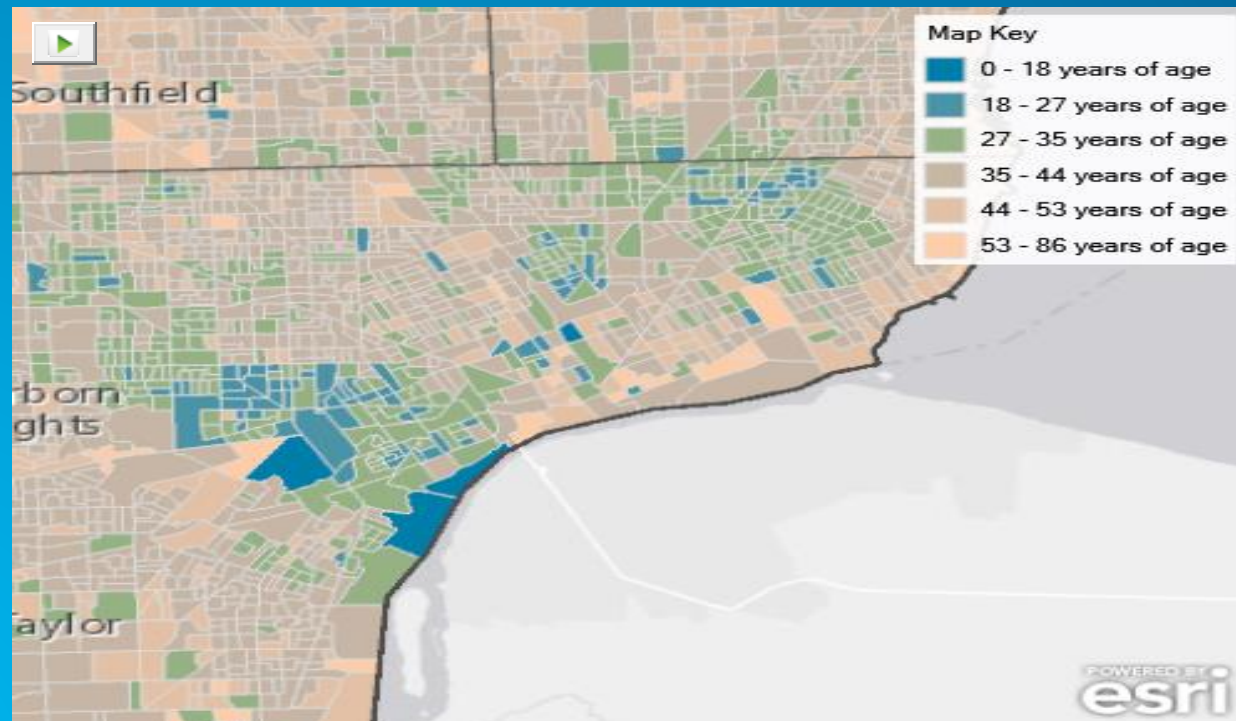 Map Key
0 - 18 years of age
18 - 27 years of age
27 - 35 years of age
35 - 44 years of age
44 - 53 years of age
53 - 86 years of age
Southfield
rborn
ghts
Taylor
POWERED BY
esri